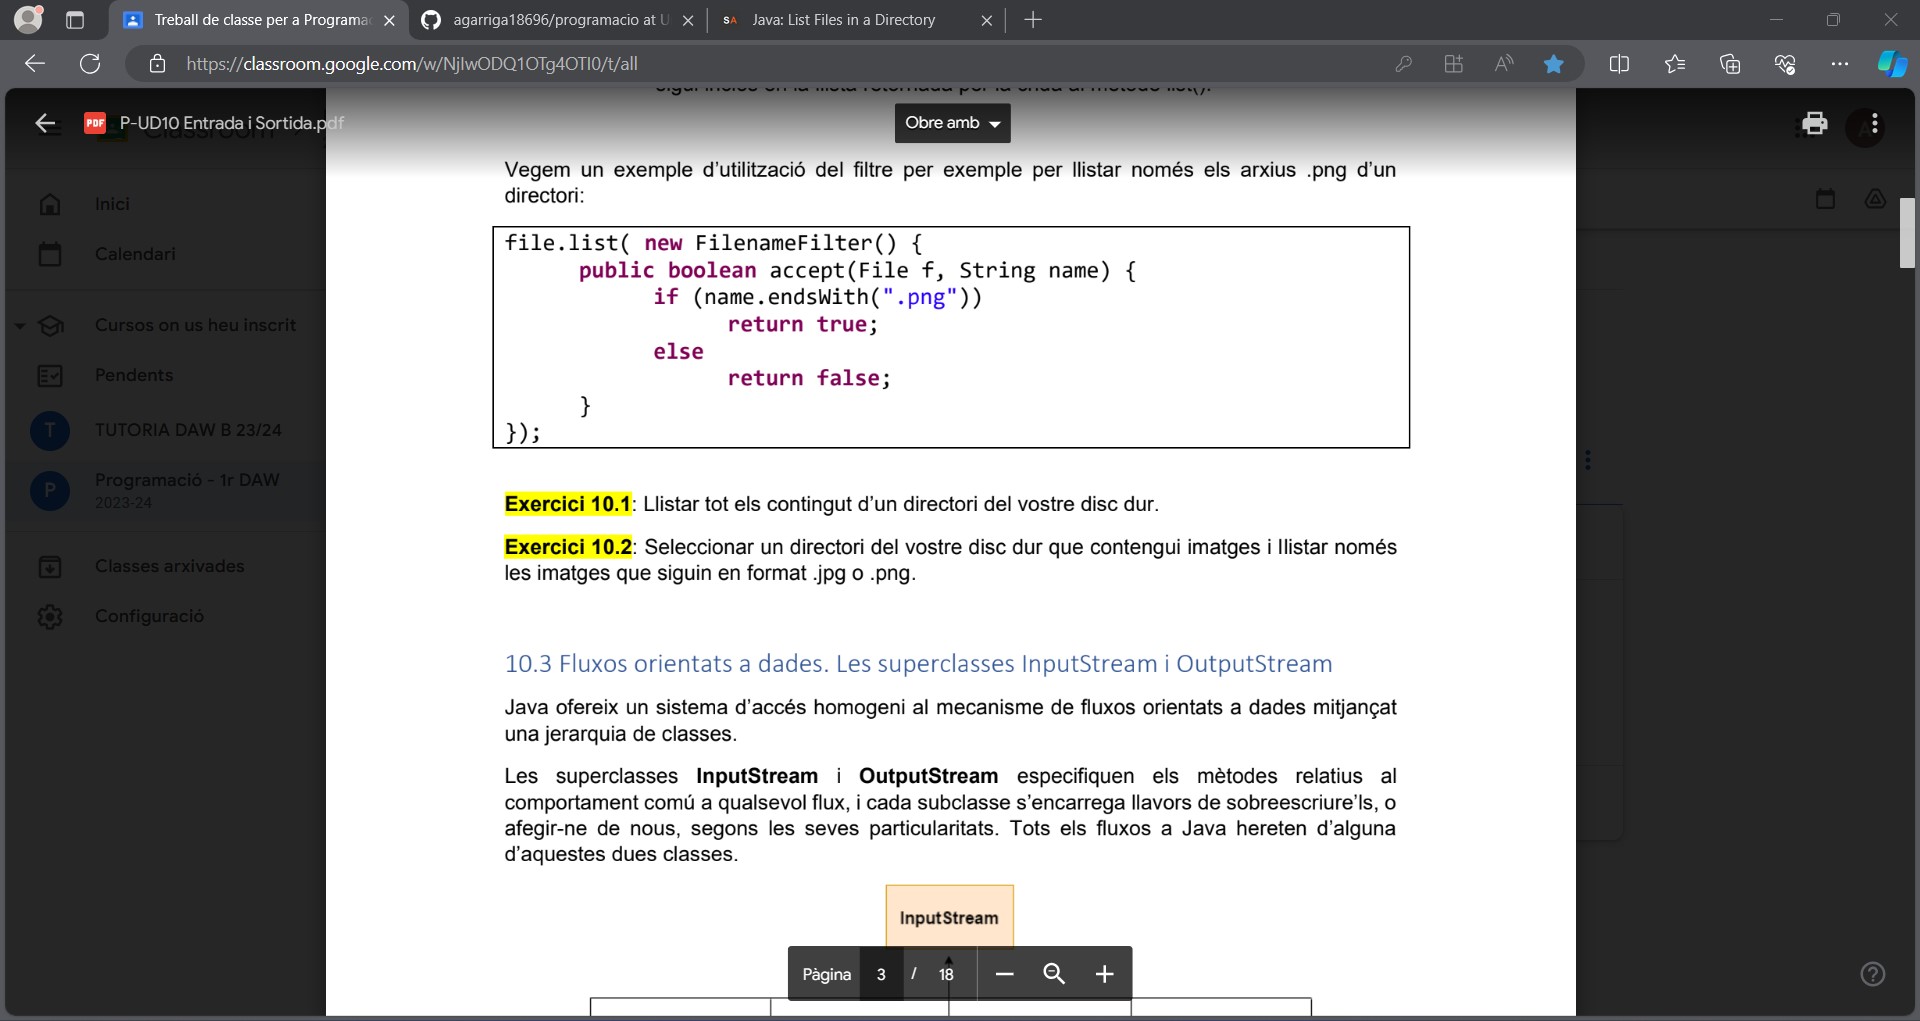 Treball de classe per a Programac
agarriga18696/programacio at U
SA Java: List Files in a Directory
https://classroom.google.com/w/NjIwODQ1OTg4OTI0/t/all
PDF P-UD10 Entrada i Sortida.pdf
Obre amb
Inici
Calendari
Cursos on us heu inscrit
Pendents
T TUTORIA DAW B 23/24
P Programació - 1r DAW
2023-24
Classes arxivades
Configuració
Vegem un exemple d’utilització del filtre per exemple per llistar només els arxius .png d’un
directori:
file.list( new FilenameFilter() {
public boolean accept(File f, String name) {
if (name.endsWith(".png"))
return true;
else
return false;
}
});
Exercici 10.1: Llistar tot els contingut d’un directori del vostre disc dur.
Exercici 10.2: Seleccionar un directori del vostre disc dur que contengui imatges i llistar només
les imatges que siguin en format .jpg o .png.
10.3 Fluxos orientats a dades. Les superclasses InputStream i OutputStream
Java ofereix un sistema d’accés homogeni al mecanisme de fluxos orientats a dades mitjançat
una jerarquia de classes.
Les superclasses InputStream i OutputStream especifiquen els mètodes relatius al
comportament comú a qualsevol flux, i cada subclasse s’encarrega llavors de sobreescriure’ls, o
afegir-ne de nous, segons les seves particularitats. Tots els fluxos a Java hereten d’alguna
d’aquestes dues classes.
InputStream
Pàgina 3 / 18